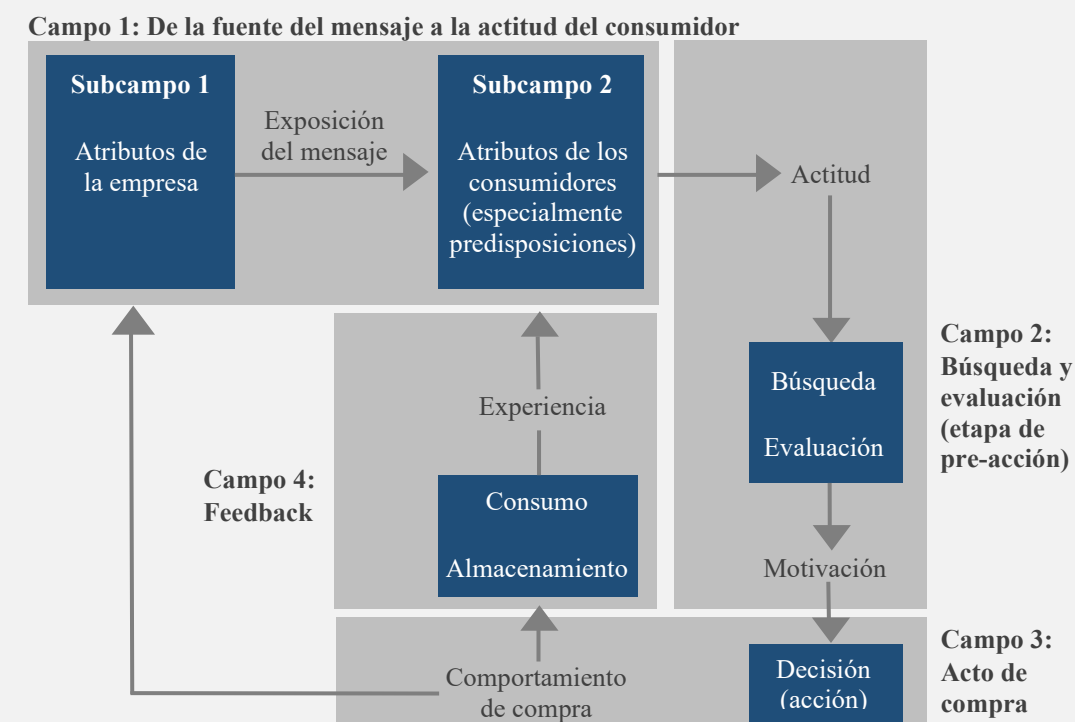 Campo 1: De la fuente del mensaje a la actitud del consumidor
Subcampo 1
Atributos de
la empresa
Exposición
del mensaje
Subcampo 2
Atributos de los
consumidores
(especialmente
predisposiciones)
Actitud
Búsqueda
Evaluación
Campo 2:
Búsqueda y
evaluación
(etapa de
pre-acción)
Motivación
Experiencia
Campo 4:
Feedback
Consumo
Almacenamiento
Comportamiento
de compra
Decisión
(acción)
Campo 3:
Acto de
compra